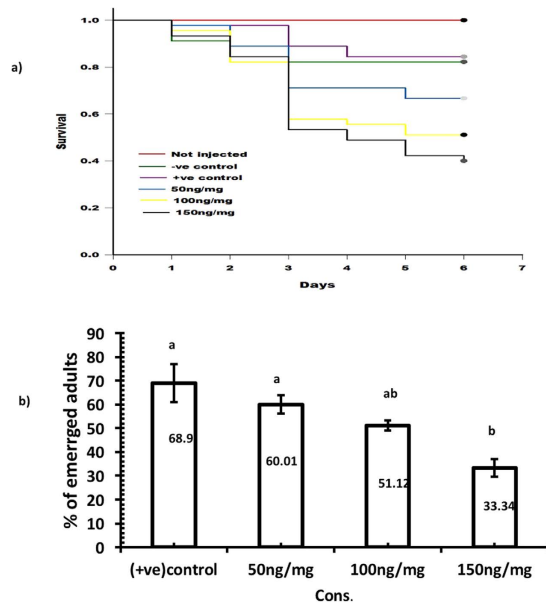 a)
Survival
1.0
0.8
0.6
0.4
0.2
0.0
Not injected
-ve control
+ve control
50ng/mg
100ng/mg
150ng/mg
0 1 2 3 4 5 6 7
Days
b)
% of emerrged adults
90
80
70
60
50
40
30
20
10
0
a a ab b
68.9 60.01 51.12 33.34
(+ve)control 50ng/mg 100ng/mg 150ng/mg
Cons.